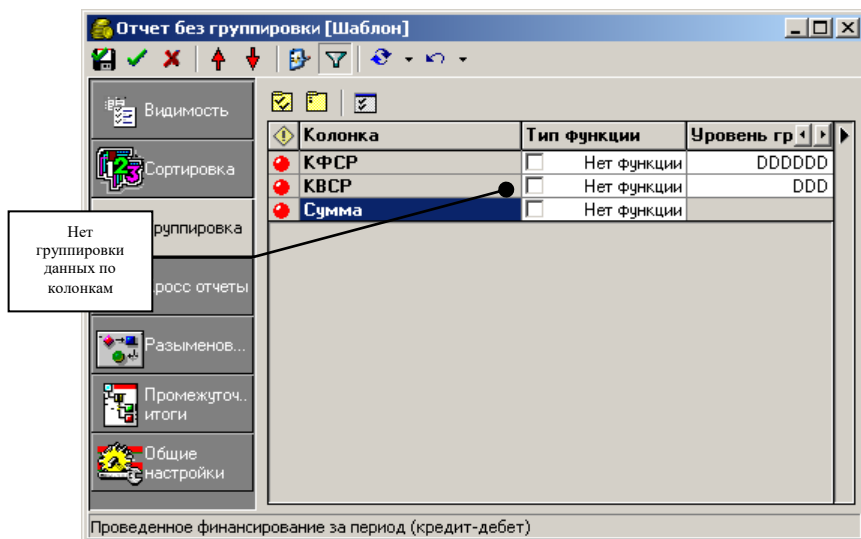 Отчет без группировки [Шаблон]
Видимость
Сортировка
руппировка
росс отчеты
Разыменов...
Промежуточ..
итоги
Общие
настройки
Колонка Тип функции Уровень гр
КФСР Нет функции DDDDDD
КВСР Нет функции DDD
Сумма Нет функции
Нет
группировки
данных по
колонкам
Проведенное финансирование за период (кредит-дебет)